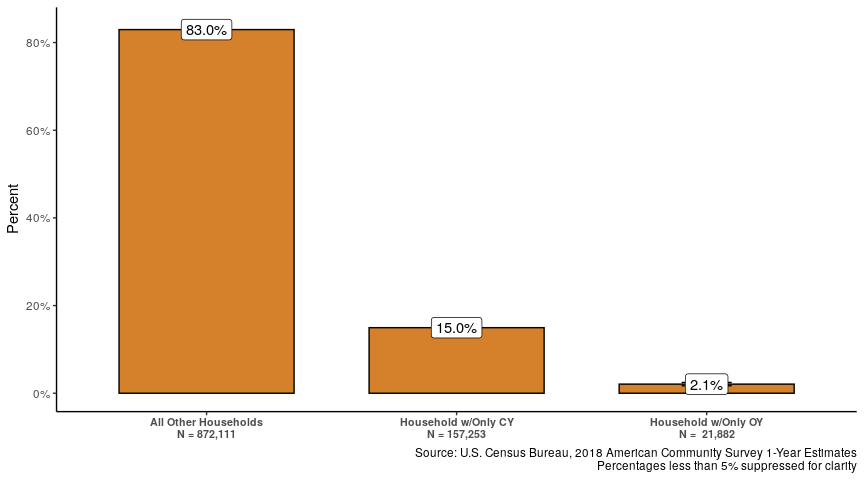 Percent
80%
60%
40%
20%
0%
83.0%
15.0%
2.1%
All Other Households
N = 872,111
Household w/Only CY
N = 157,253
Household w/Only OY
N =  21,882
Source: U.S. Census Bureau, 2018 American Community Survey 1-Year Estimates
Percentages less than 5% suppressed for clarity